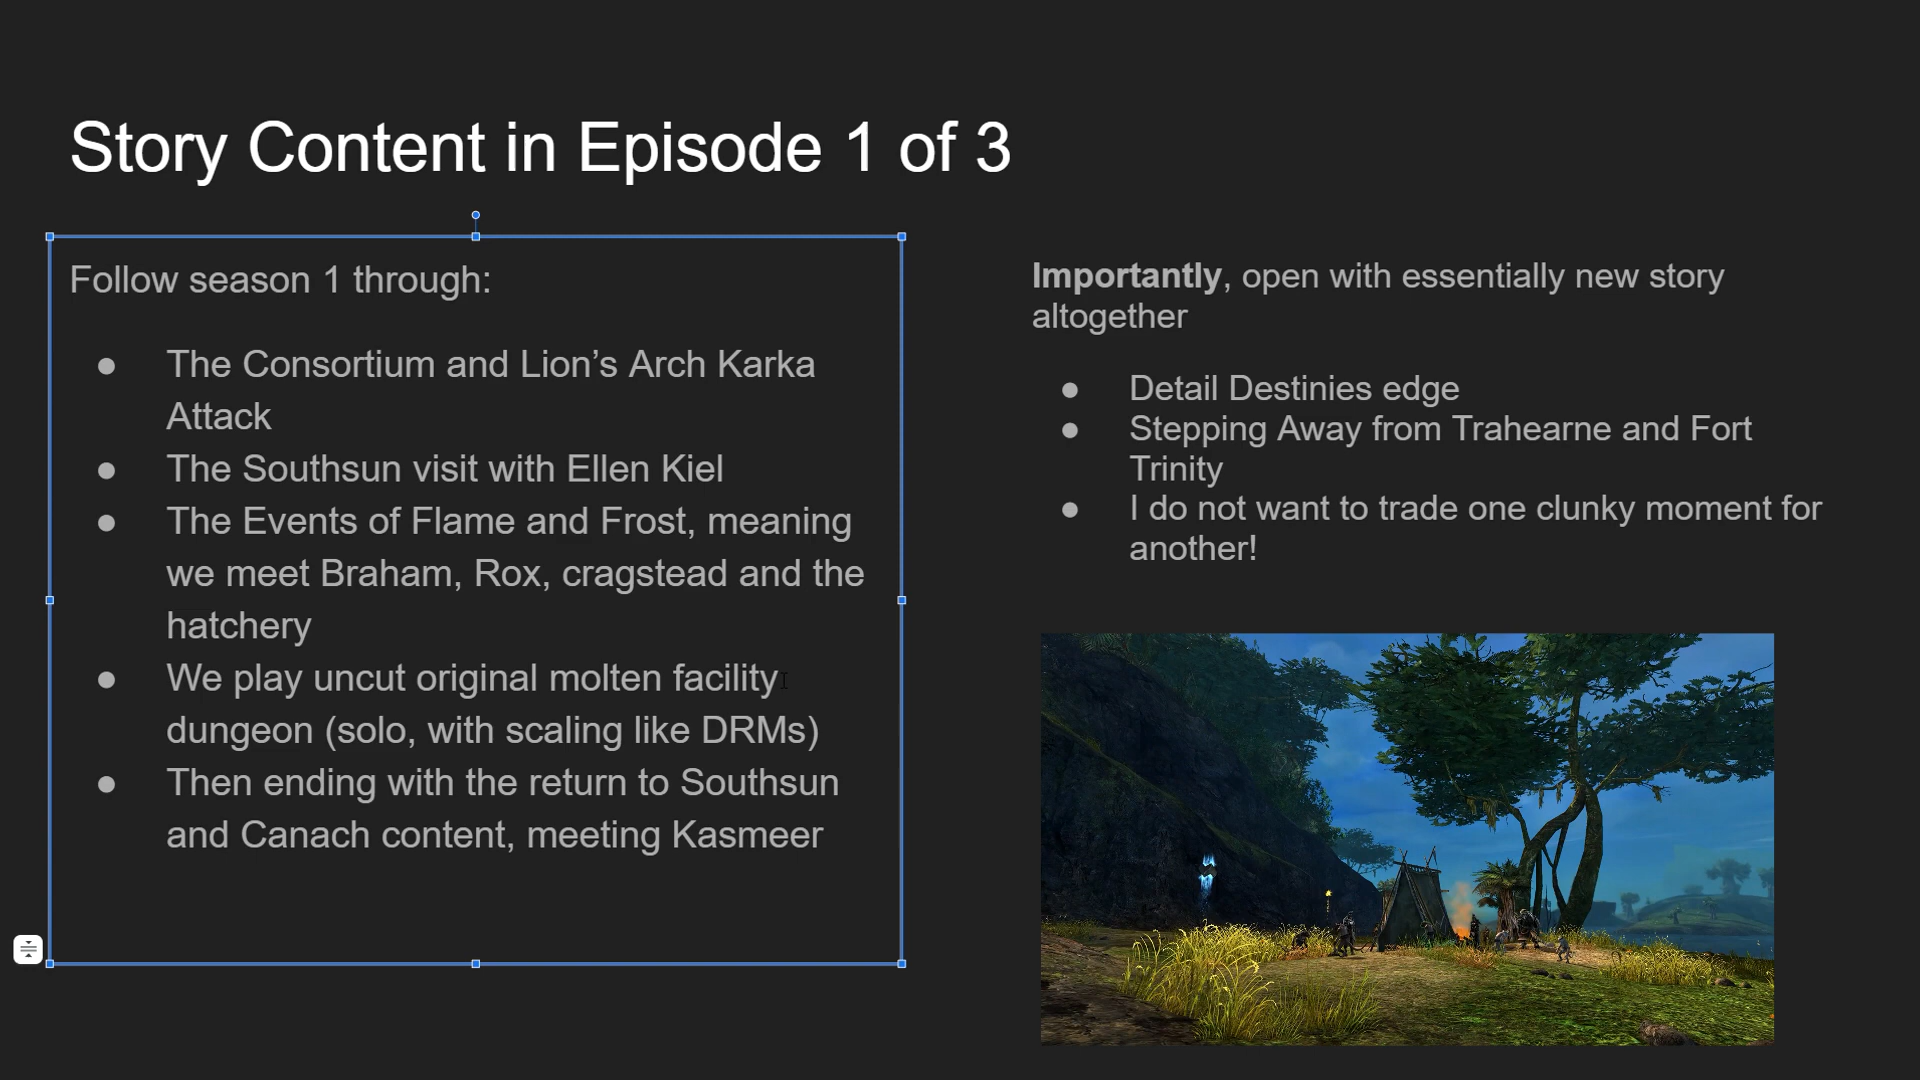 Story Content in Episode 1 of 3
Follow season 1 through:
● The Consortium and Lion’s Arch Karka
Attack
● The Southsun visit with Ellen Kiel
● The Events of Flame and Frost, meaning
we meet Braham, Rox, cragstead and the
hatchery
● We play uncut original molten facility
dungeon (solo, with scaling like DRMs)
● Then ending with the return to Southsun
and Canach content, meeting Kasmeer
Importantly, open with essentially new story
altogether
● Detail Destinies edge
● Stepping Away from Trahearne and Fort
Trinity
● I do not want to trade one clunky moment for
another!